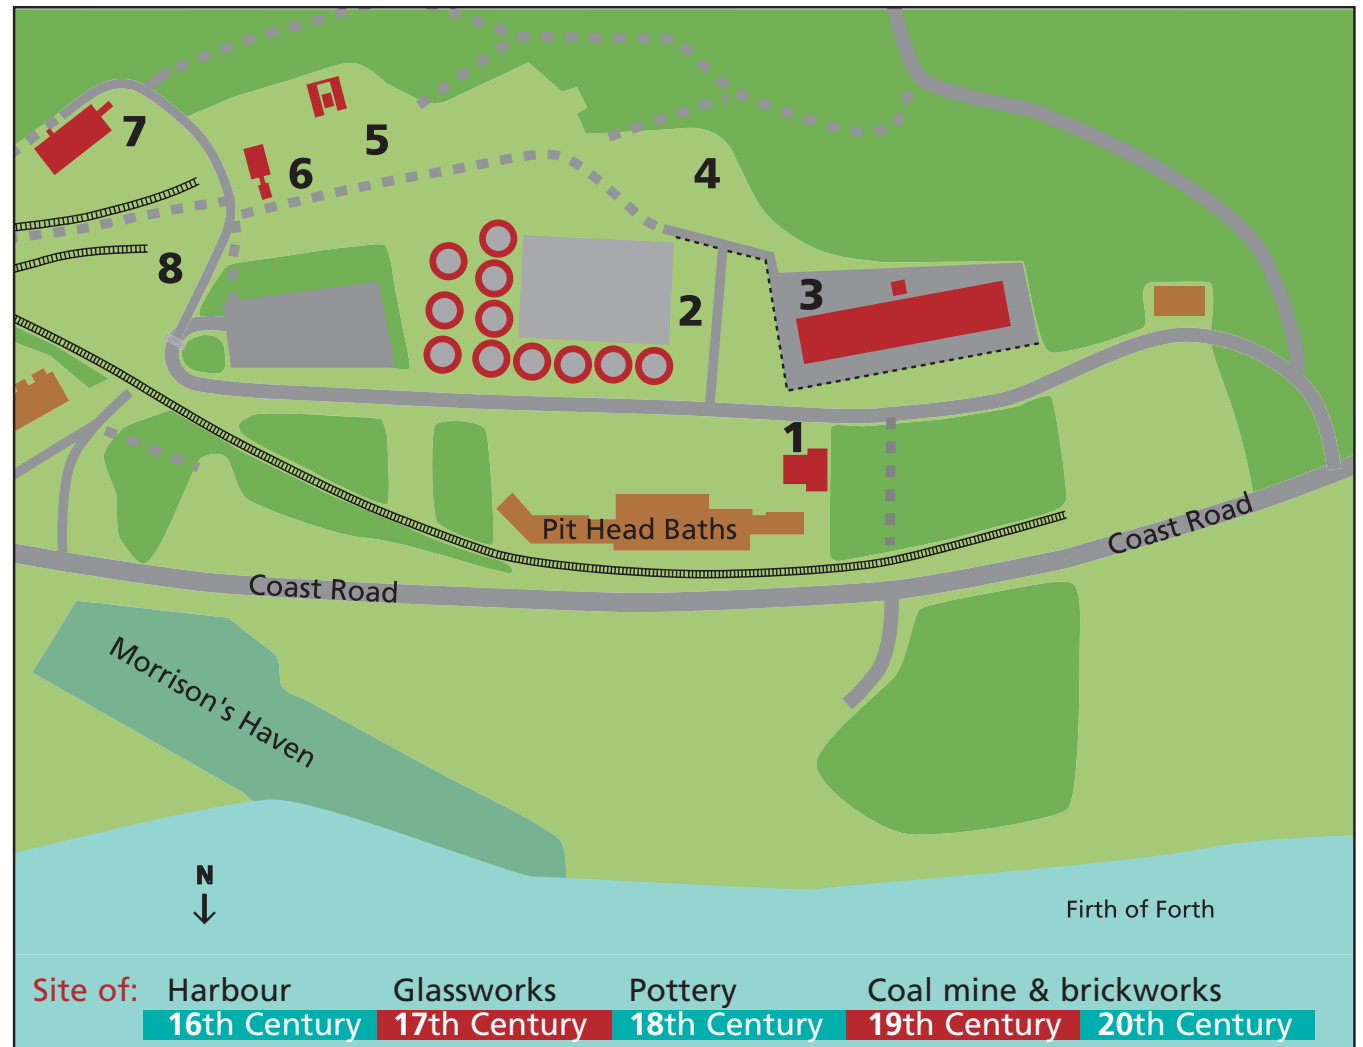 7
5
6
4
8
3
2
1
Pit Head Baths
Coast Road
Coast Road
Morrison's Haven
N
Firth of Forth
Site of: Harbour Glassworks Pottery Coal mine & brickworks
16th Century 17th Century 18th Century 19th Century 20th Century